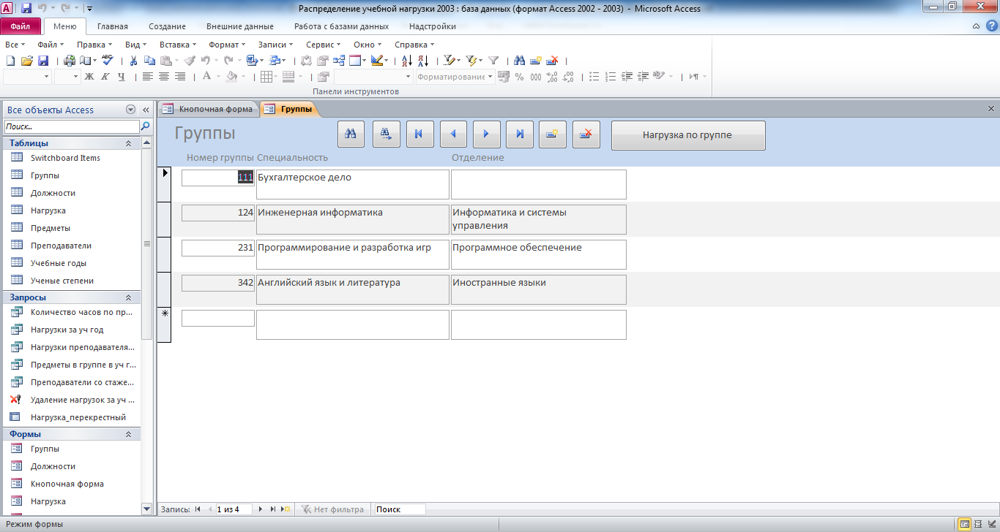 Распределение учебной нагрузки 2003 : база данных (формат Access 2002 - 2003) - Microsoft Access
Файл Меню Главная Создание Внешние данные Работа с базами данных Надстройки
Все Файл Правка Вид Вставка Формат Записи Сервис Окно Справка
Ж К Ч Форматирование % 000
Панели инструментов
Все объекты Access
Поиск...
Таблицы
Switchboard Items
Группы
Должности
Нагрузка
Предметы
Преподаватели
Учебные годы
Ученые степени
Запросы
Количество часов по пр...
Нагрузки за уч год
Нагрузки преподавателя...
Предметы в группе в уч г...
Преподаватели со стаже...
Удаление нагрузок за уч ...
Нагрузка_перекрестный
Формы
Группы
Должности
Кнопочная форма
Нагрузка
Кнопочная форма Группы
Группы Нагрузка по группе
Номер группы Специальность Отделение
111 Бухгалтерское дело
124 Инженерная информатика Информатика и системы
управления
231 Программирование и разработка игр Программное обеспечение
342 Английский язык и литература Иностранные языки
Запись: 1 из 4 Нет фильтра Поиск
Режим формы